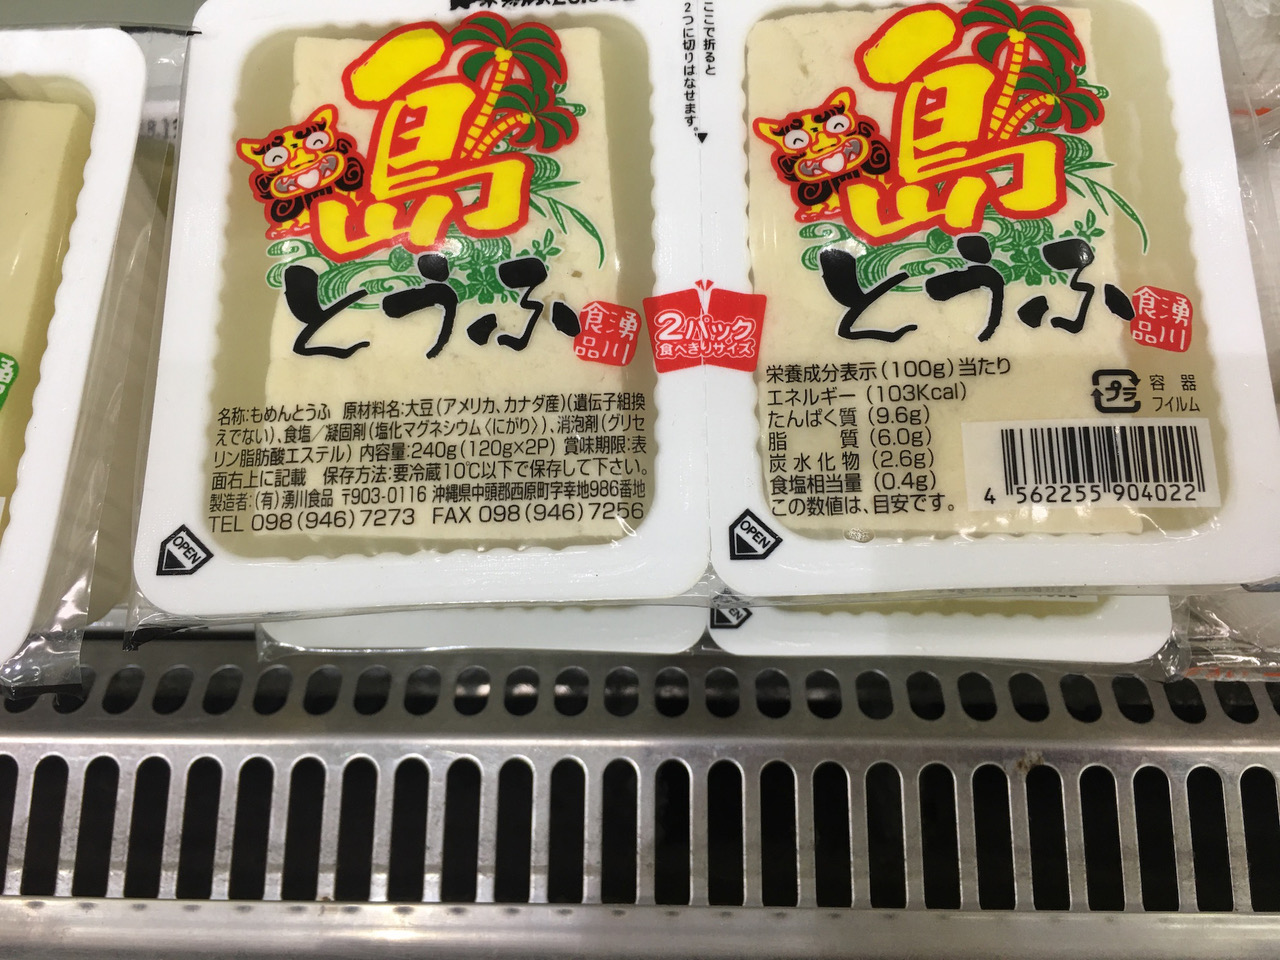 ここで折ると
2つに切りはなせます。
島
とうふ
湧川
食品
2パック
食べきりサイズ
名称:もめんとうふ 原材料名:大豆(アメリカ、カナダ産)(遺伝子組換
えでない)、食塩/凝固剤(塩化マグネシウム〈にがり〉)、消泡剤(グリセ
リン脂肪酸エステル) 内容量:240g(120g×2P) 賞味期限:表
面右上に記載 保存方法:要冷蔵10℃以下で保存して下さい。
製造者:(有)湧川食品 〒903-0116 沖縄県中頭郡西原町字幸地986番地
TEL 098(946)7273 FAX 098(946)7256
OPEN
島
とうふ
湧川
食品
栄養成分表示(100g)当たり
エネルギー(103Kcal)
たんぱく質(9.6g)
脂 質(6.0g)
炭水化物(2.6g)
食塩相当量(0.4g)
この数値は、目安です。
プラ
容器
フイルム
4 562255 904022
OPEN